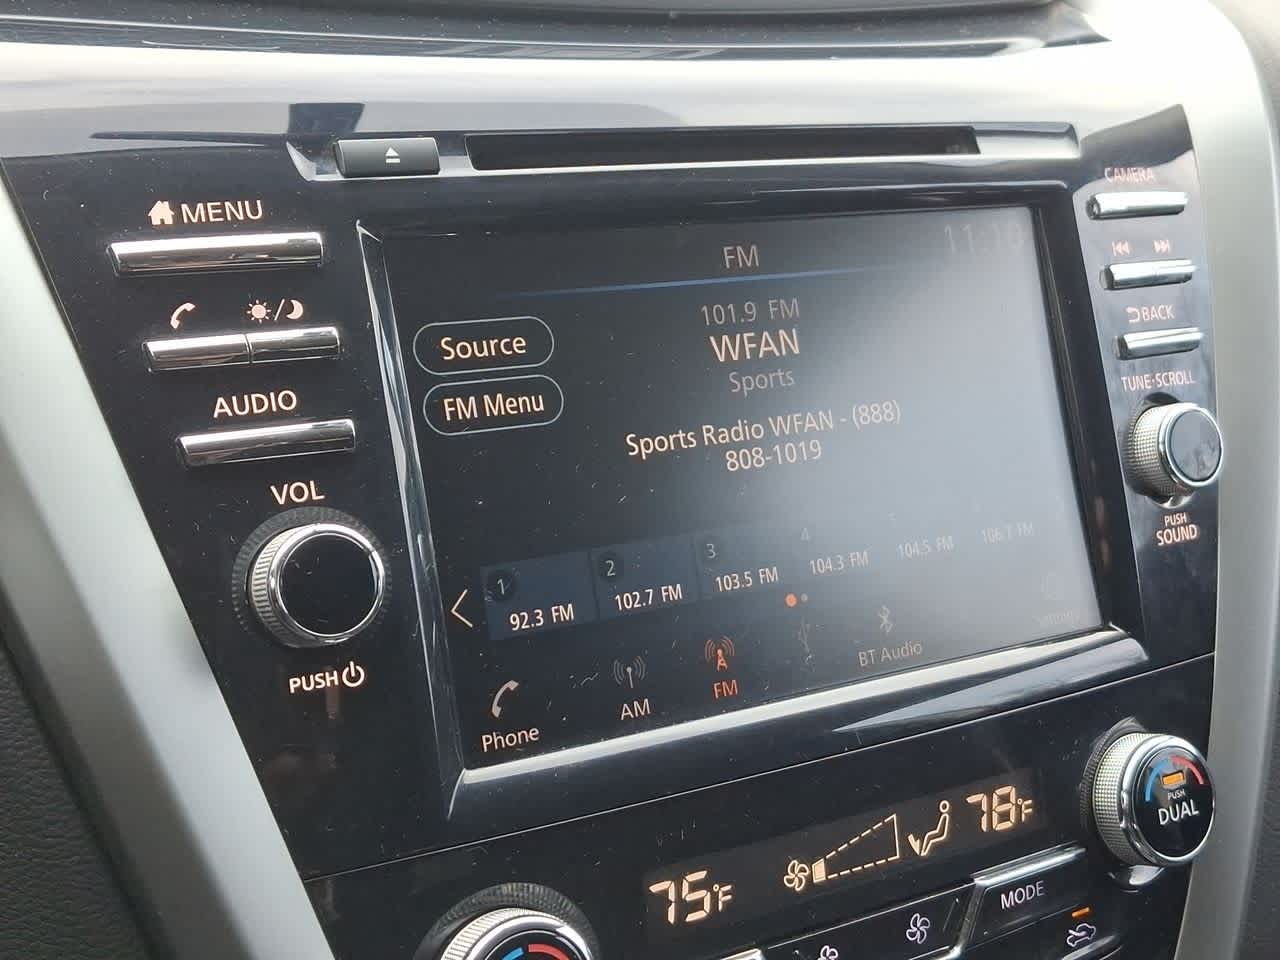 MENU
AUDIO
VOL
PUSH
FM
101.9 FM
WFAN
Sports
Source
FM Menu
Sports Radio WFAN - (888)
808-1019
1 92.3 FM
2 102.7 FM
3 103.5 FM
4 104.3 FM
104.5 FM
106.7 FM
Phone
AM
FM
BT Audio
Settings
CAMERA
BACK
TUNE·SCROLL
PUSH
SOUND
75°F
78°F
PUSH
DUAL
MODE